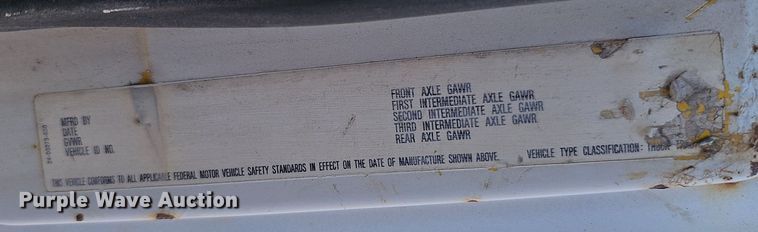 MFRD BY
DATE
GVWR
VEHICLE ID NO.
FRONT AXLE GAWR
FIRST INTERMEDIATE AXLE GAWR
SECOND INTERMEDIATE AXLE GAWR
THIRD INTERMEDIATE AXLE GAWR
REAR AXLE GAWR
THIS VEHICLE CONFORMS TO ALL APPLICABLE FEDERAL MOTOR VEHICLE SAFETY STANDARDS IN EFFECT ON THE DATE OF MANUFACTURE SHOWN ABOVE.
VEHICLE TYPE CLASSIFICATION: TRUCK
Purple Wave Auction